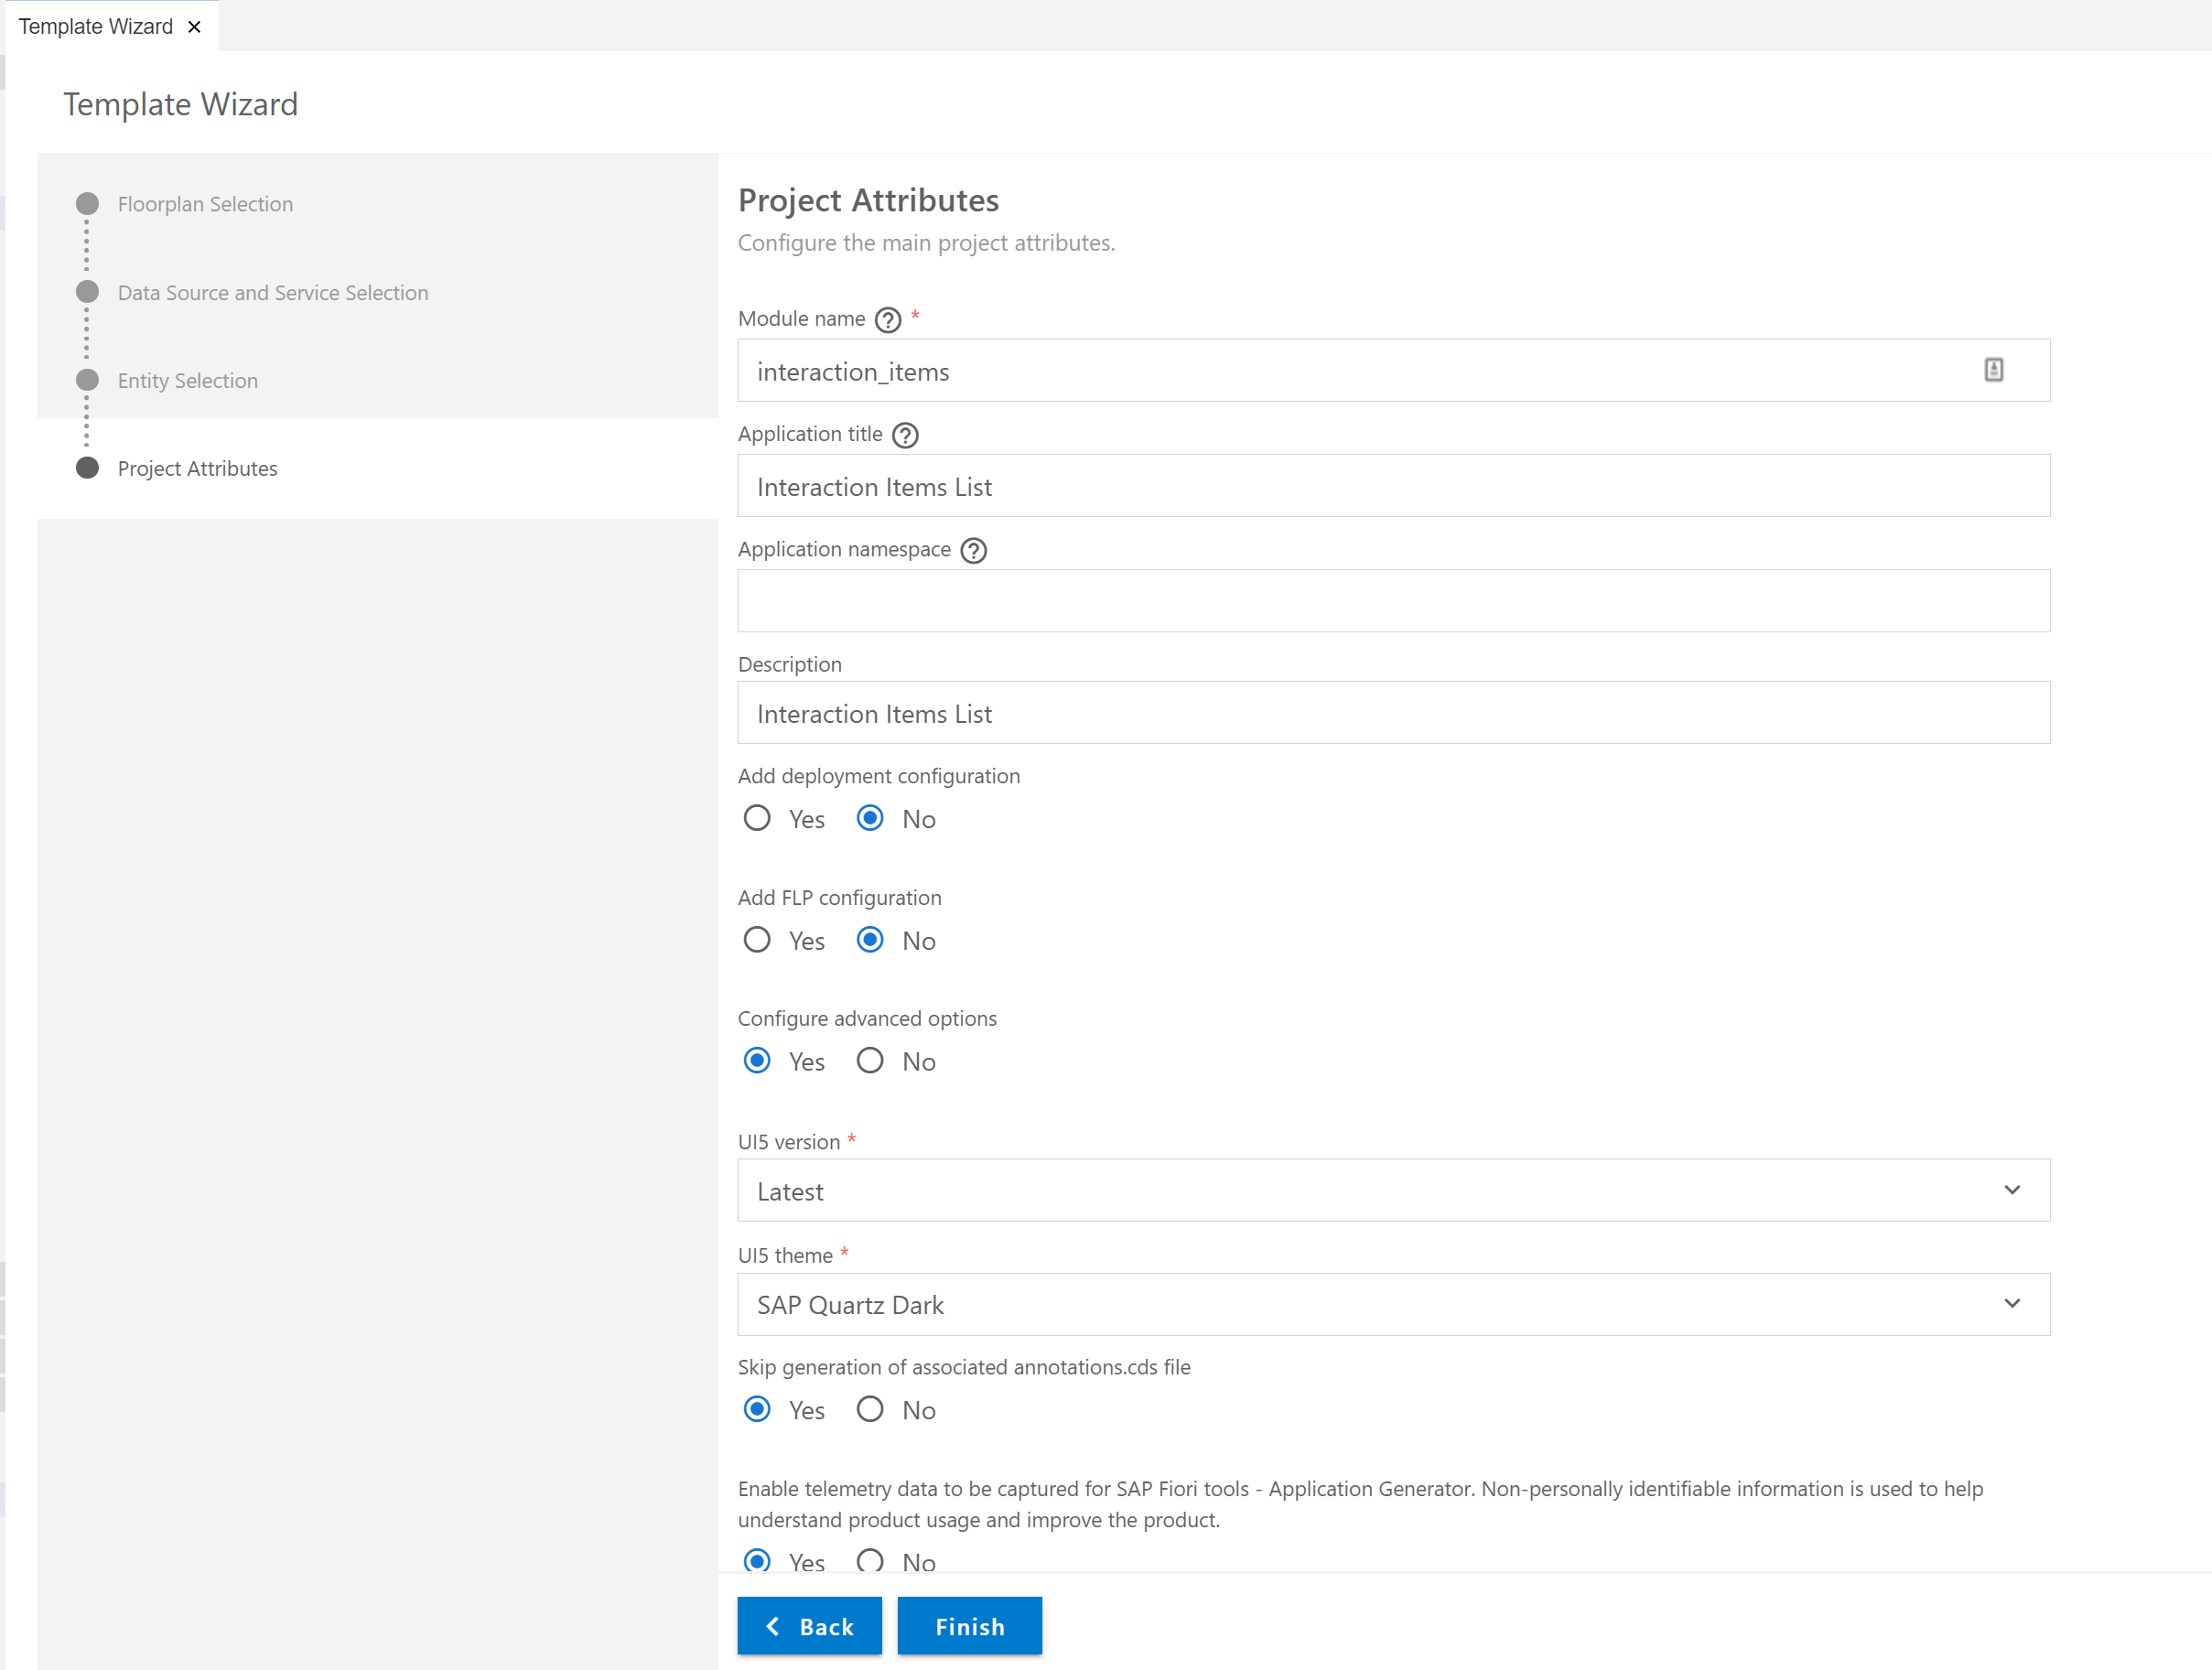 Template Wizard
Template Wizard
Floorplan Selection
Data Source and Service Selection
Entity Selection
Project Attributes
Project Attributes
Configure the main project attributes.
Module name *
interaction_items
Application title
Interaction Items List
Application namespace
Description
Interaction Items List
Add deployment configuration
Yes No
Add FLP configuration
Yes No
Configure advanced options
Yes No
UI5 version *
Latest
UI5 theme *
SAP Quartz Dark
Skip generation of associated annotations.cds file
Yes No
Enable telemetry data to be captured for SAP Fiori tools - Application Generator. Non-personally identifiable information is used to help
understand product usage and improve the product.
Yes No
Back Finish